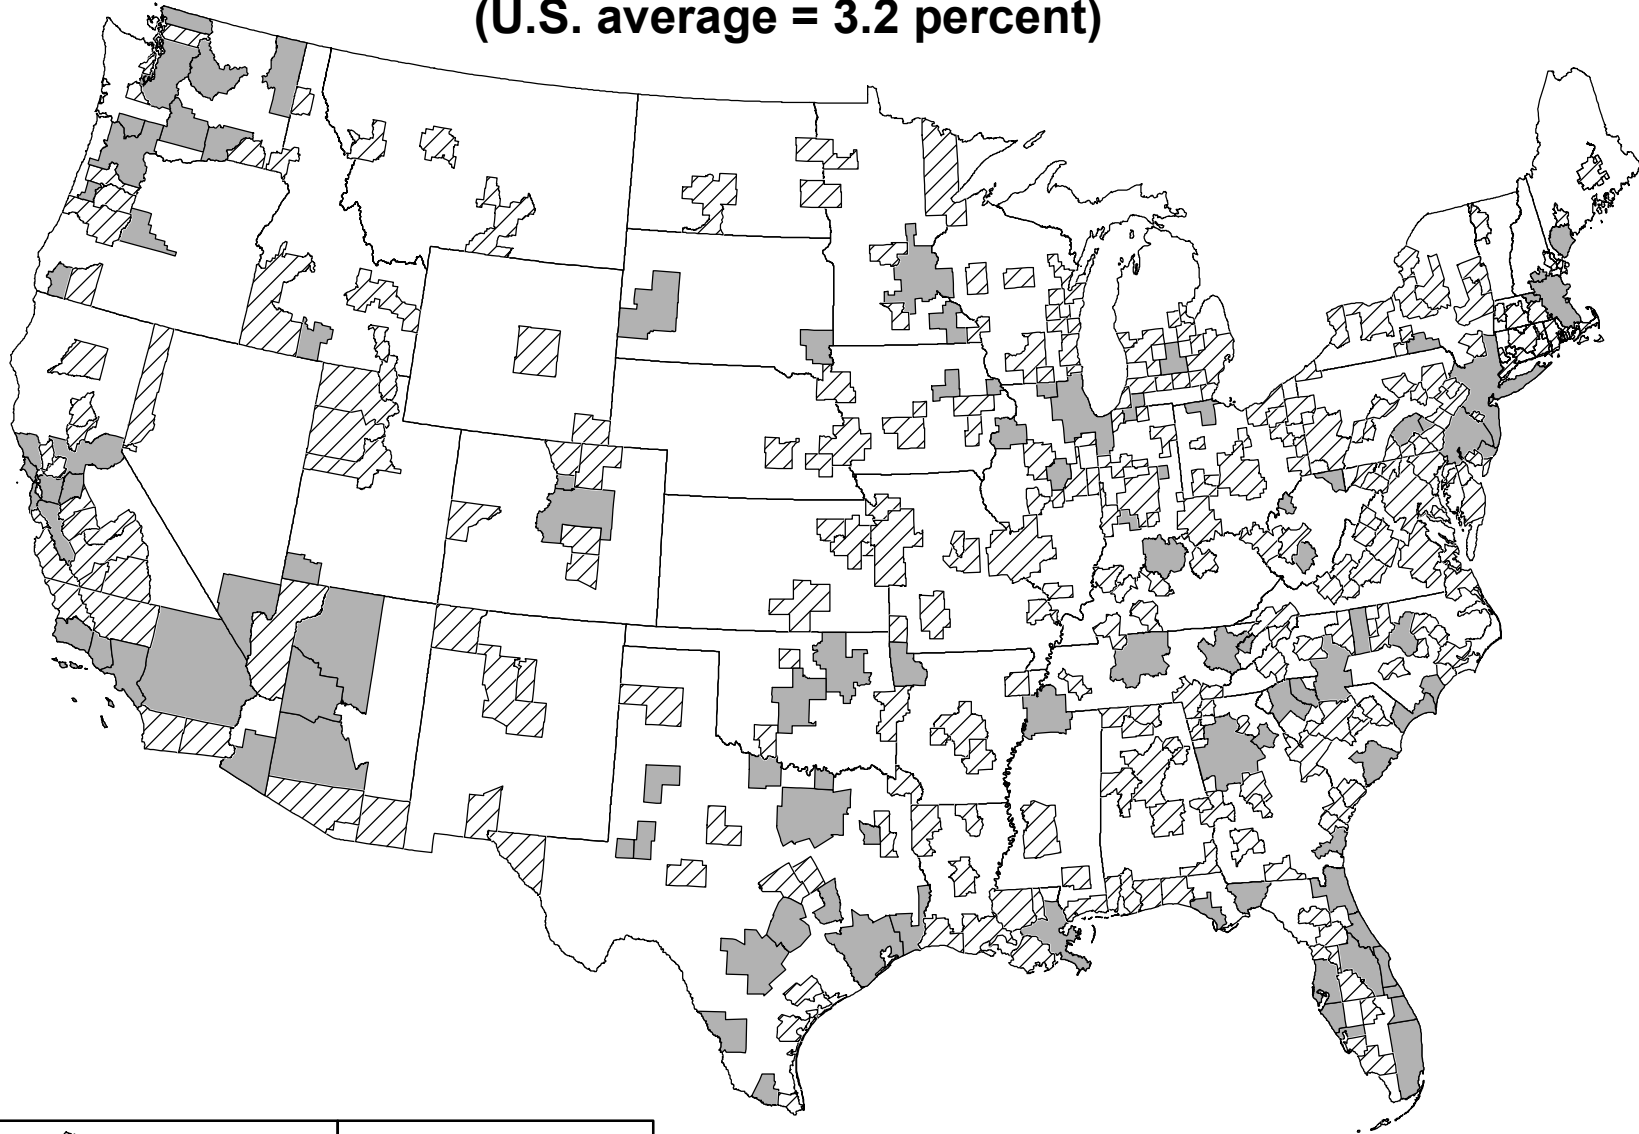 (U.S. average = 3.2 percent)